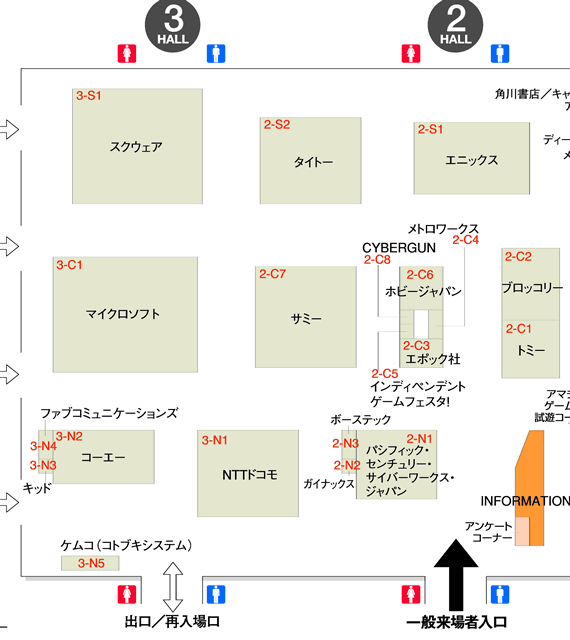 3
HALL
2
HALL
3-S1
スクウェア
2-S2
タイトー
2-S1
エニックス
角川書店／キャ
ディー
メトロワークス
2-C4
CYBERGUN
2-C8
3-C1
マイクロソフト
2-C7
サミー
2-C6
ホビージャパン
2-C3
エポック社
2-C5
インディペンデント
ゲームフェスタ!
2-C2
ブロッコリー
2-C1
トミー
アマチ
ゲーム
試遊コー
ファブコミュニケーションズ
3-N4
3-N2
コーエー
3-N3
キッド
3-N1
NTTドコモ
ボーステック
2-N3
2-N2
ガイナックス
2-N1
パシフィック・
センチュリー・
サイバーワークス・
ジャパン
INFORMATION
アンケート
コーナー
ケムコ（コトブキシステム）
3-N5
出口／再入場口
一般来場者入口